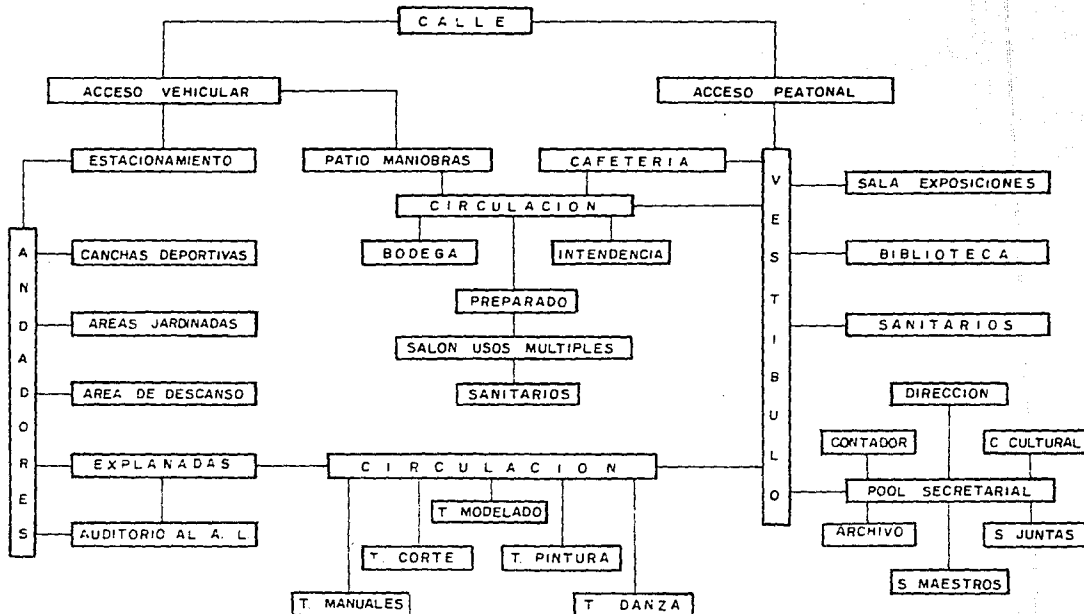 CALLE
ACCESO VEHICULAR
ACCESO PEATONAL
ESTACIONAMIENTO
PATIO MANIOBRAS
CAFETERIA
VESTIBULO
SALA EXPOSICIONES
CIRCULACION
ANDADORES
CANCHAS DEPORTIVAS
BODEGA
INTENDENCIA
BIBLIOTECA
PREPARADO
AREAS JARDINADAS
SANITARIOS
SALON USOS MULTIPLES
AREA DE DESCANSO
SANITARIOS
DIRECCION
CONTADOR
C CULTURAL
EXPLANADAS
CIRCULACION
POOL SECRETARIAL
T MODELADO
AUDITORIO AL A. L
ARCHIVO
S JUNTAS
T. CORTE
T. PINTURA
S MAESTROS
T. MANUALES
T DANZA